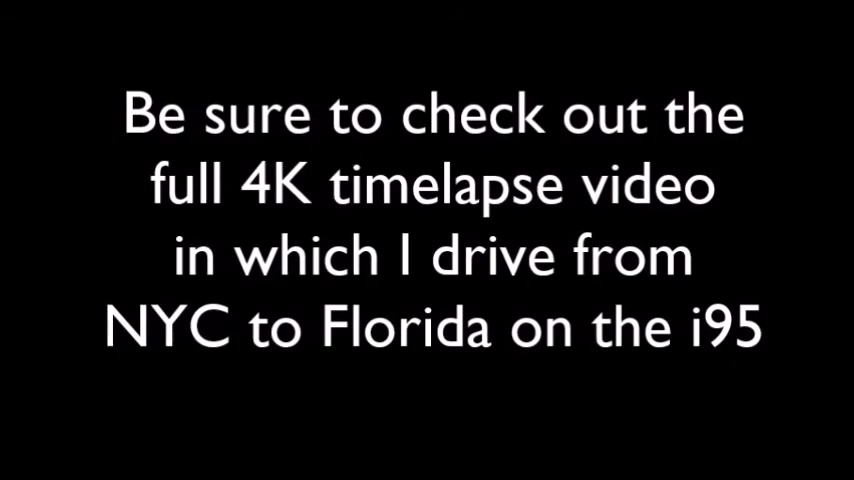 Be sure to check out the
full 4K timelapse video
in which I drive from
NYC to Florida on the i95